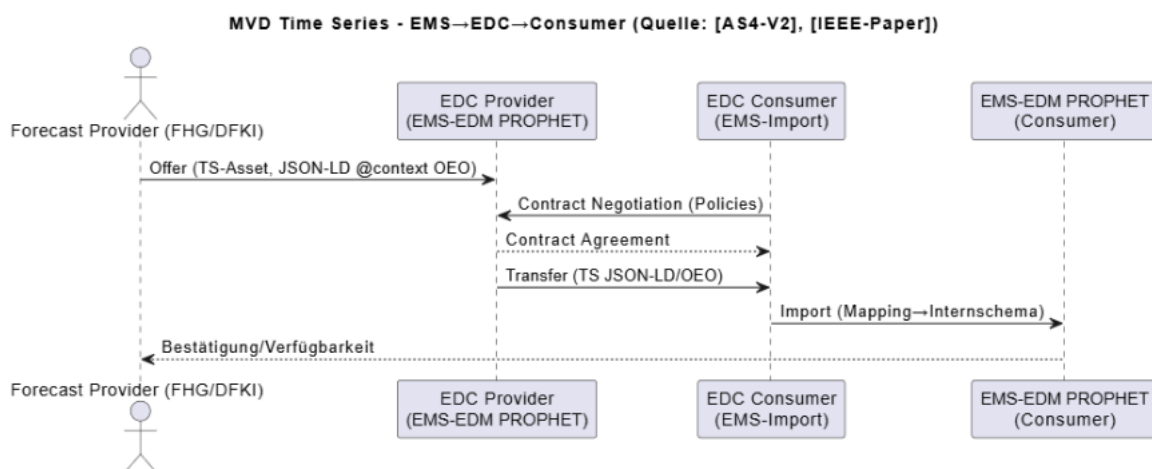 MVD Time Series - EMS→EDC→Consumer (Quelle: [AS4-V2], [IEEE-Paper])
Forecast Provider (FHG/DFKI)
EDC Provider
(EMS-EDM PROPHET)
EDC Consumer
(EMS-Import)
EMS-EDM PROPHET
(Consumer)
Offer (TS-Asset, JSON-LD @context OEO)
Contract Negotiation (Policies)
Contract Agreement
Transfer (TS JSON-LD/OEO)
Import (Mapping→Internschema)
Bestätigung/Verfügbarkeit
Forecast Provider (FHG/DFKI)
EDC Provider
(EMS-EDM PROPHET)
EDC Consumer
(EMS-Import)
EMS-EDM PROPHET
(Consumer)